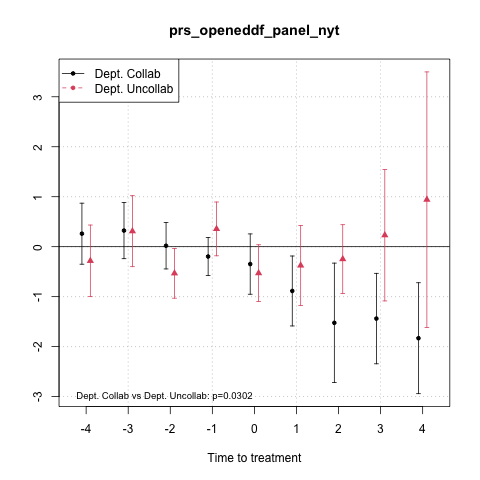 prs_openeddf_panel_nyt
Dept. Collab
Dept. Uncollab
3
2
1
0
-1
-2
-3
Dept. Collab vs Dept. Uncollab: p=0.0302
-4 -3 -2 -1 0 1 2 3 4
Time to treatment